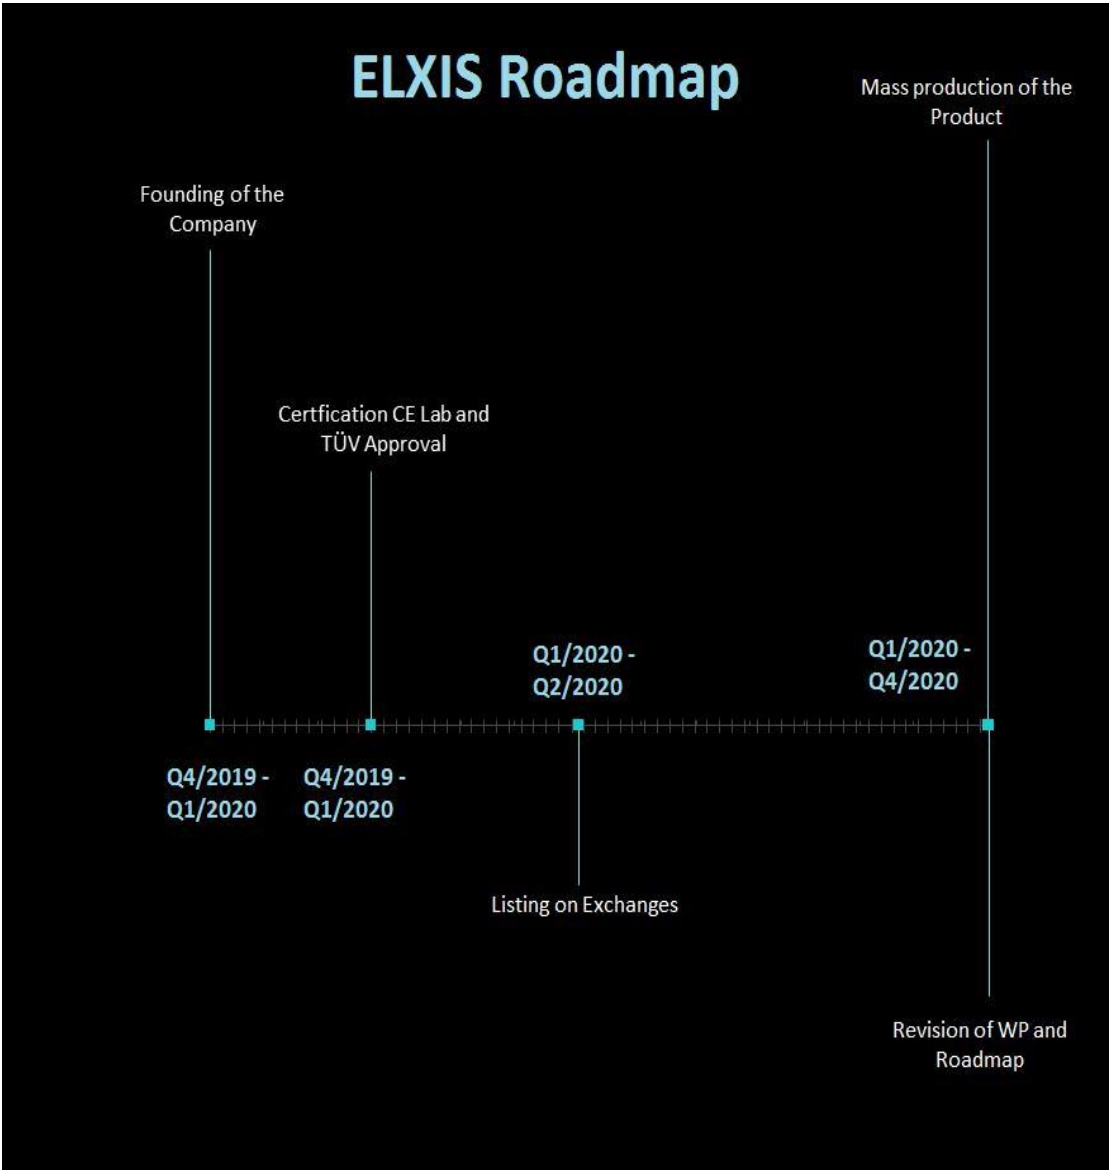 ELXIS Roadmap
Mass production of the
Product
Founding of the
Company
Certfication CE Lab and
TÜV Approval
Q1/2020 -
Q2/2020
Q1/2020 -
Q4/2020
Q4/2019 -
Q1/2020
Q4/2019 -
Q1/2020
Listing on Exchanges
Revision of WP and
Roadmap